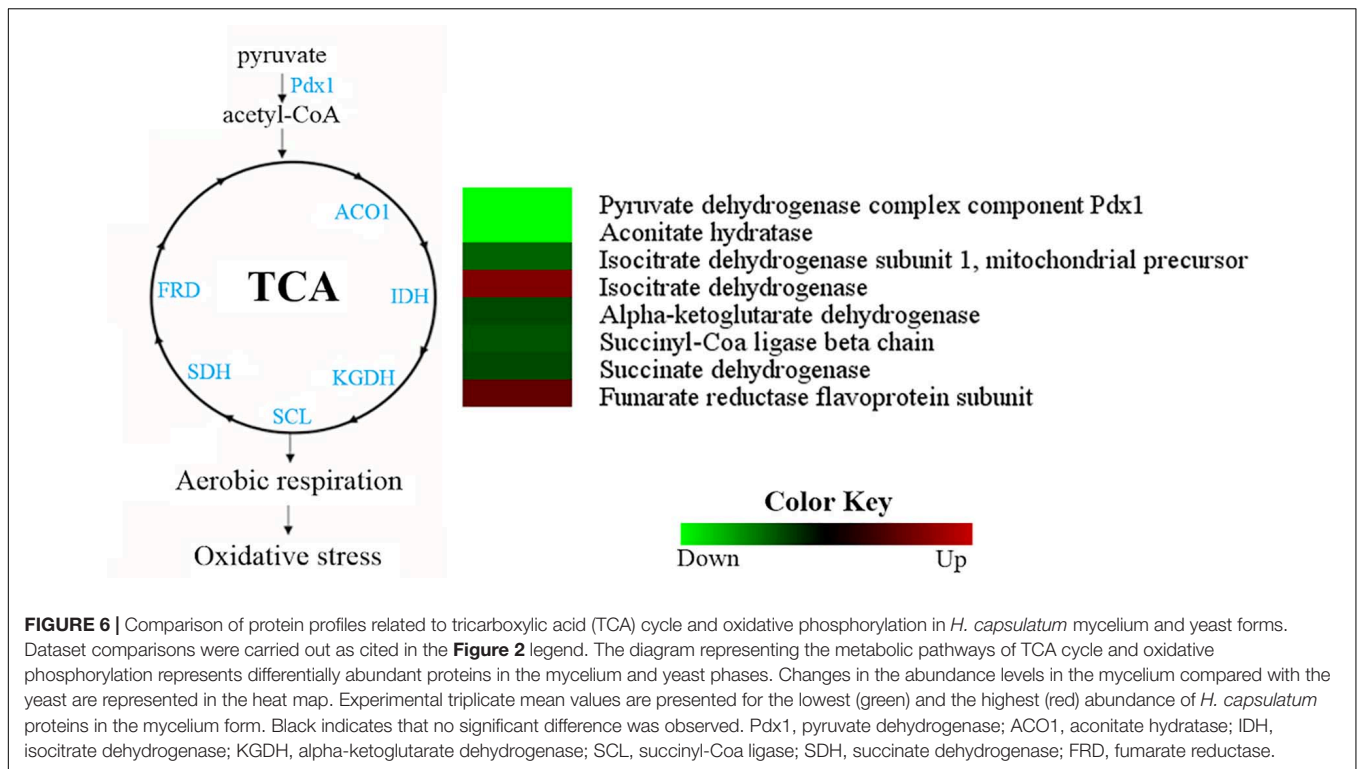 pyruvate
Pdx1
acetyl-CoA
ACO1
FRD
TCA
IDH
SDH
KGDH
SCL
Aerobic respiration
Oxidative stress
Pyruvate dehydrogenase complex component Pdx1
Aconitate hydratase
Isocitrate dehydrogenase subunit 1, mitochondrial precursor
Isocitrate dehydrogenase
Alpha-ketoglutarate dehydrogenase
Succinyl-Coa ligase beta chain
Succinate dehydrogenase
Fumarate reductase flavoprotein subunit
Color Key
Down Up
FIGURE 6 | Comparison of protein profiles related to tricarboxylic acid (TCA) cycle and oxidative phosphorylation in H. capsulatum mycelium and yeast forms.
Dataset comparisons were carried out as cited in the Figure 2 legend. The diagram representing the metabolic pathways of TCA cycle and oxidative
phosphorylation represents differentially abundant proteins in the mycelium and yeast phases. Changes in the abundance levels in the mycelium compared with the
yeast are represented in the heat map. Experimental triplicate mean values are presented for the lowest (green) and the highest (red) abundance of H. capsulatum
proteins in the mycelium form. Black indicates that no significant difference was observed. Pdx1, pyruvate dehydrogenase; ACO1, aconitate hydratase; IDH,
isocitrate dehydrogenase; KGDH, alpha-ketoglutarate dehydrogenase; SCL, succinyl-Coa ligase; SDH, succinate dehydrogenase; FRD, fumarate reductase.